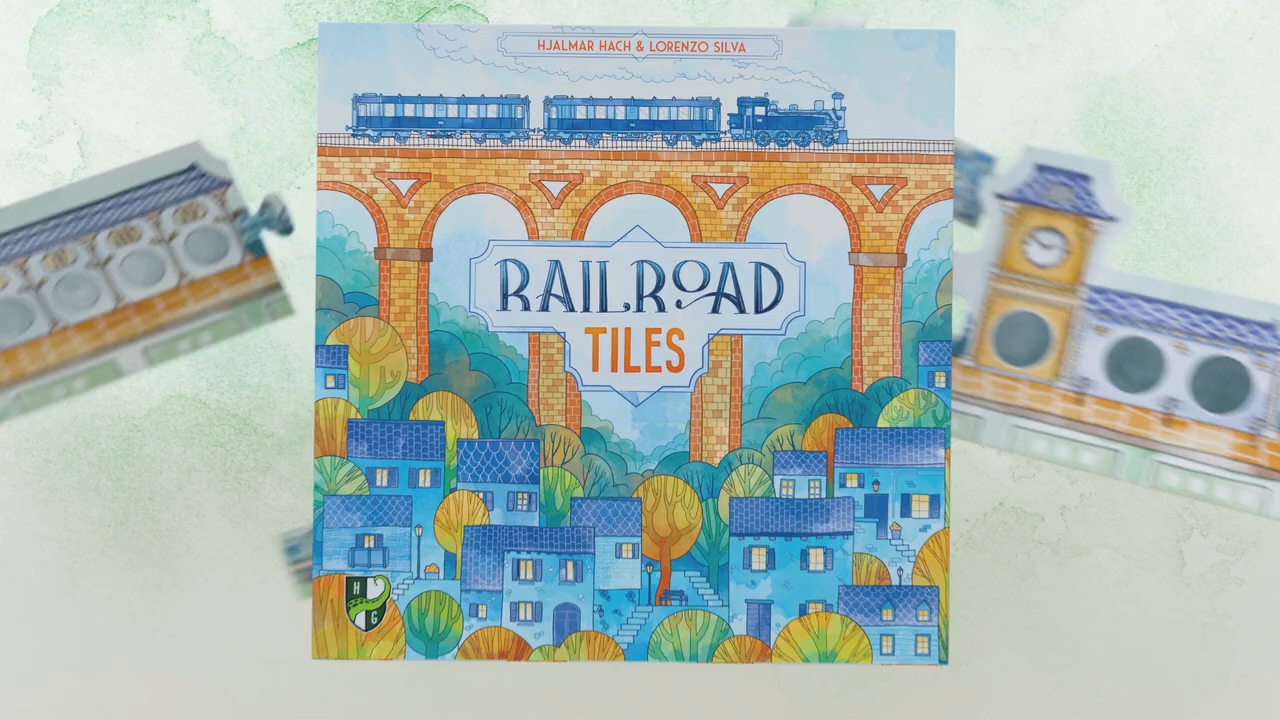 HJALMAR HACH & LORENZO SILVA
RAILROAD
TILES
H
G